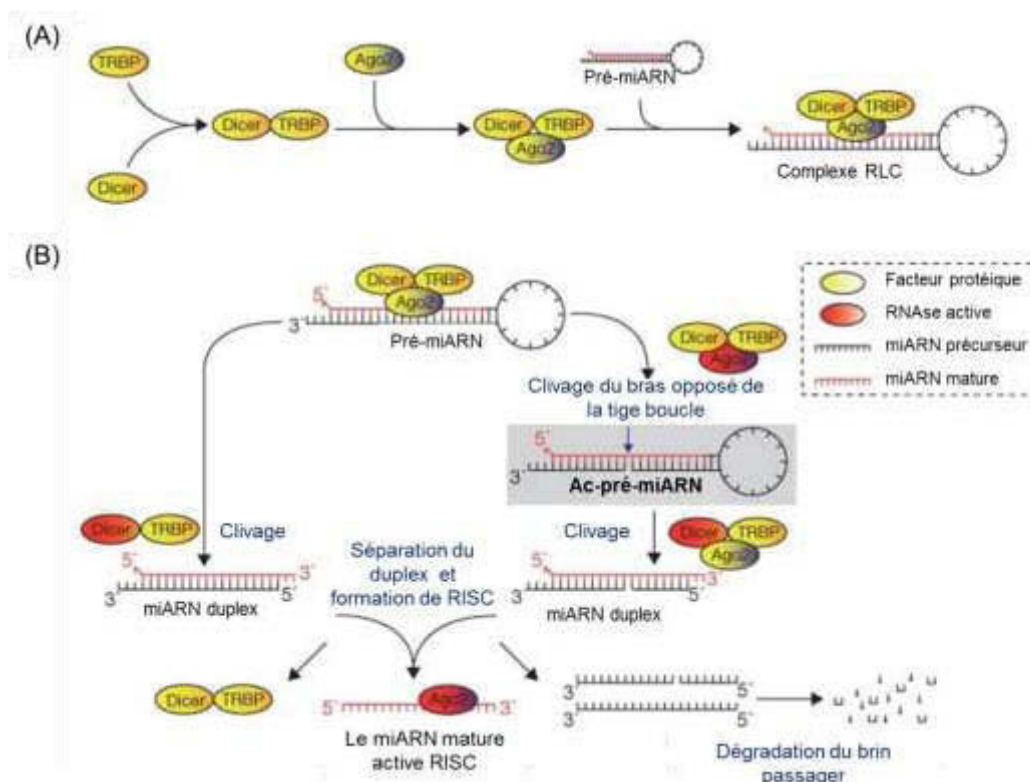 (A)
TRBP
Dicer
Dicer TRBP
Ago2
Dicer TRBP
Ago2
Pré-miARN
Dicer TRBP
Ago2
Complexe RLC
(B)
Dicer TRBP
Ago2
5´
3´
Pré-miARN
Dicer TRBP
Ago2
Clivage du bras opposé de
la tige boucle
5´
3´
Ac-pré-miARN
Facteur protéique
RNAse active
miARN précurseur
miARN mature
Dicer TRBP
Clivage
5´ 3´
3´ 5´
miARN duplex
Séparation du
duplex et
formation de RISC
Clivage
Dicer TRBP
Ago2
5´ 3´
3´ 5´
miARN duplex
Dicer TRBP
Ago2
5´ 3´
Le miARN mature
active RISC
3´ 5´
3´ 5´
Dégradation du brin
passager